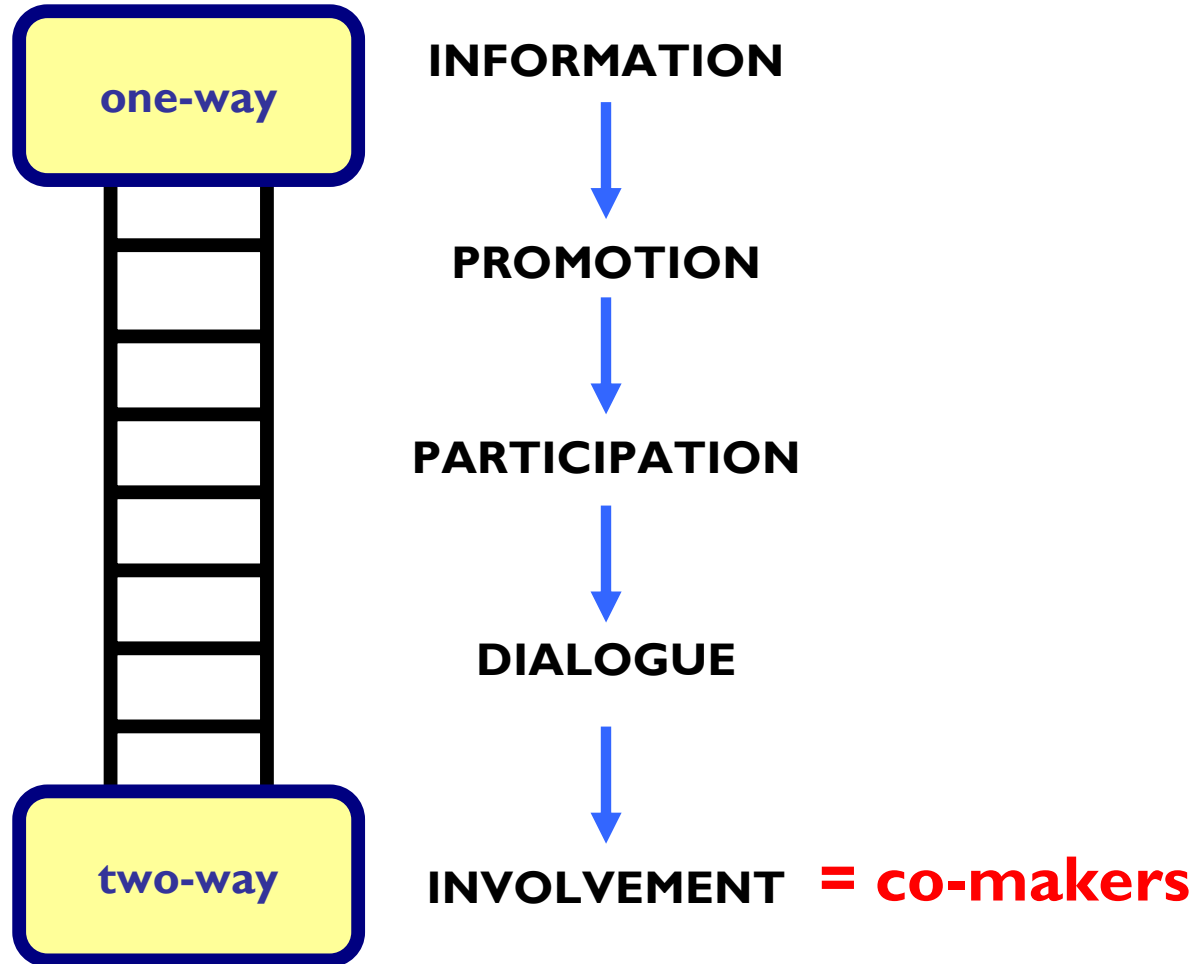 one-way
INFORMATION
PROMOTION
PARTICIPATION
DIALOGUE
two-way
INVOLVEMENT = co-makers